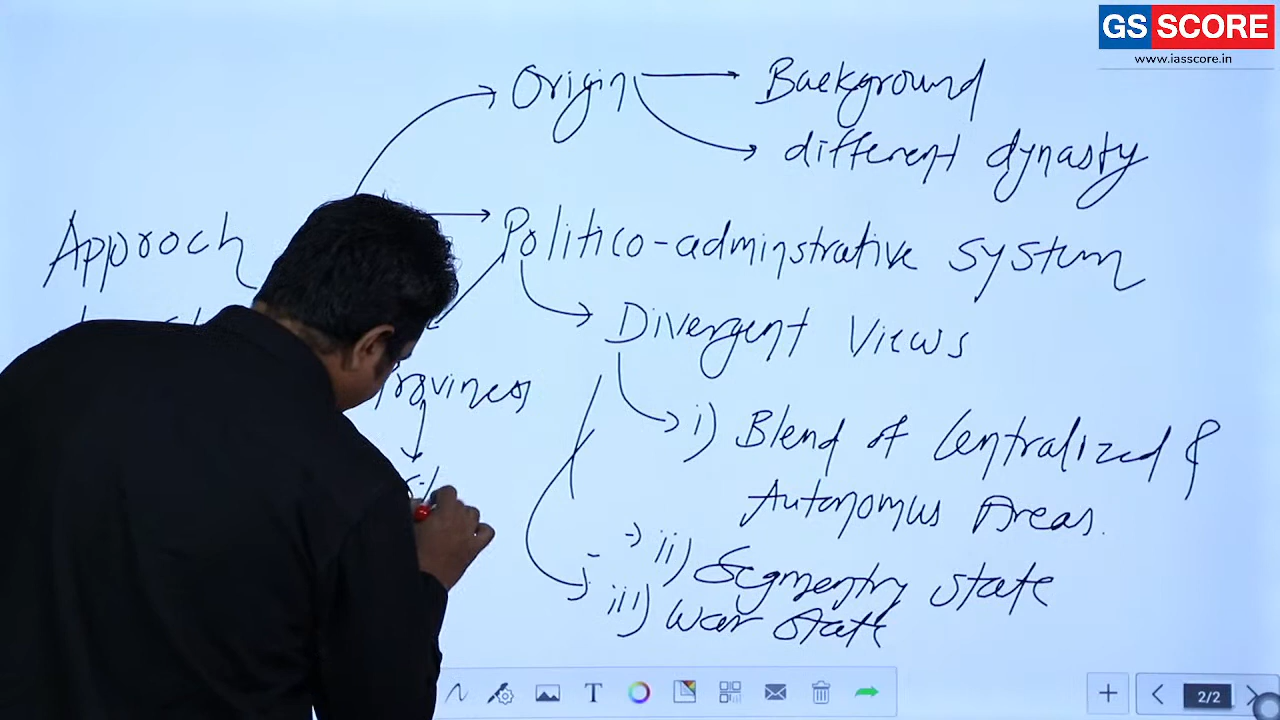 GS SCORE
www.iasscore.in
Origin
Background
different dynasty
Approch
Politico-adminstrative system
Divergent Views
i) Blend of Centralized &
Autonomus Areas.
ii) Segmentry state
iii) War state
2/2